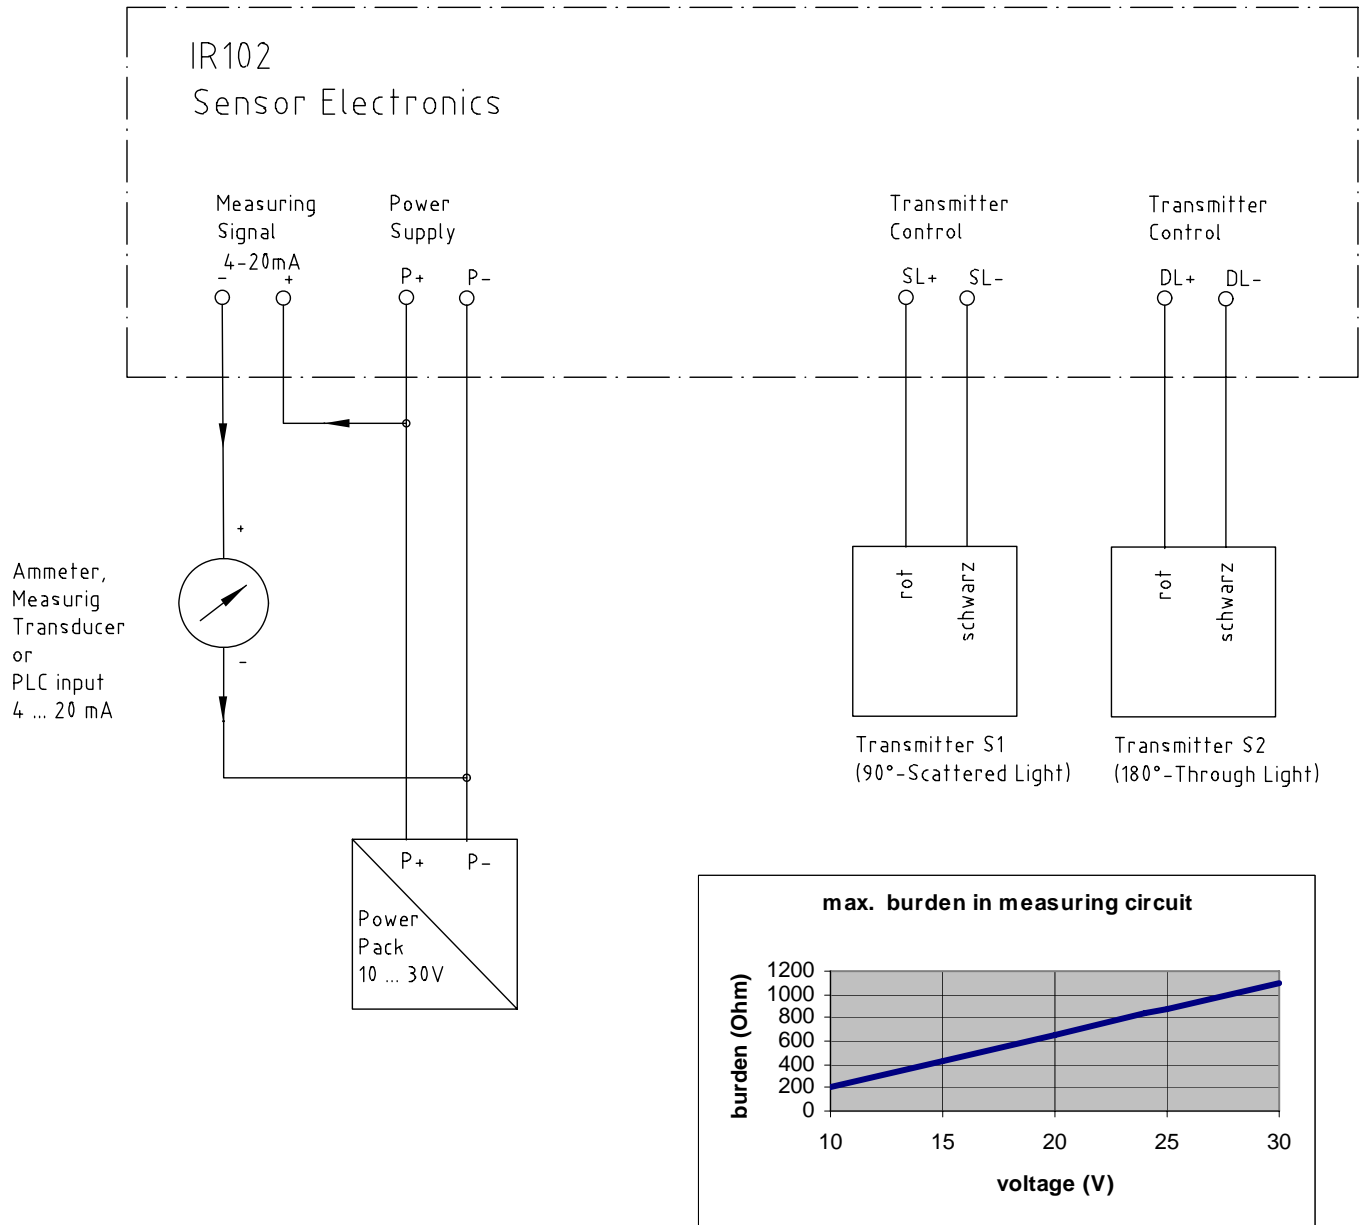 IR102
Sensor Electronics
Measuring
Signal
4-20mA
Power
Supply
Transmitter
Control
Transmitter
Control
- + P+ P-
SL+ SL-
DL+ DL-
+
Ammeter,
Measurig
Transducer
or
PLC input
4 ... 20 mA
-
rot
schwarz
rot
schwarz
Transmitter S1
(90°-Scattered Light)
Transmitter S2
(180°-Through Light)
P+ P-
Power
Pack
10 ... 30V
max. burden in measuring circuit
burden (Ohm)
1200
1000
800
600
400
200
0
10 15 20 25 30
voltage (V)